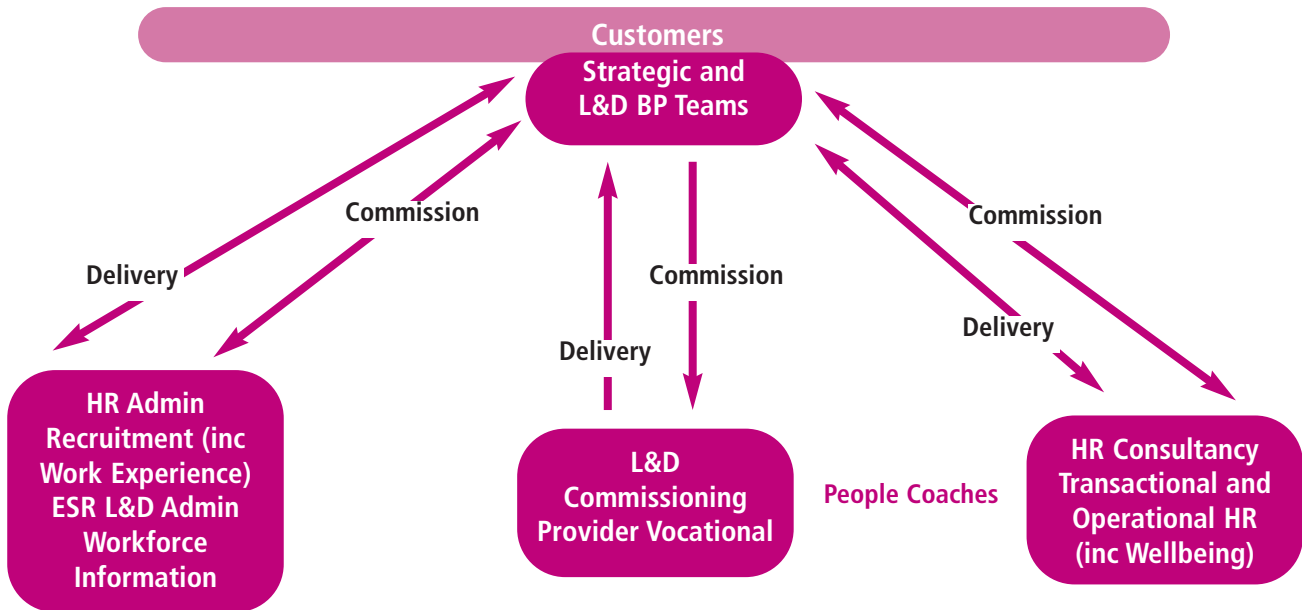 Customers
Strategic and
L&D BP Teams
Commission
Commission
Delivery
Commission
Delivery
Delivery
HR Admin
Recruitment (inc
Work Experience)
ESR L&D Admin
Workforce
Information
L&D
Commissioning
Provider Vocational
People Coaches
HR Consultancy
Transactional and
Operational HR
(inc Wellbeing)